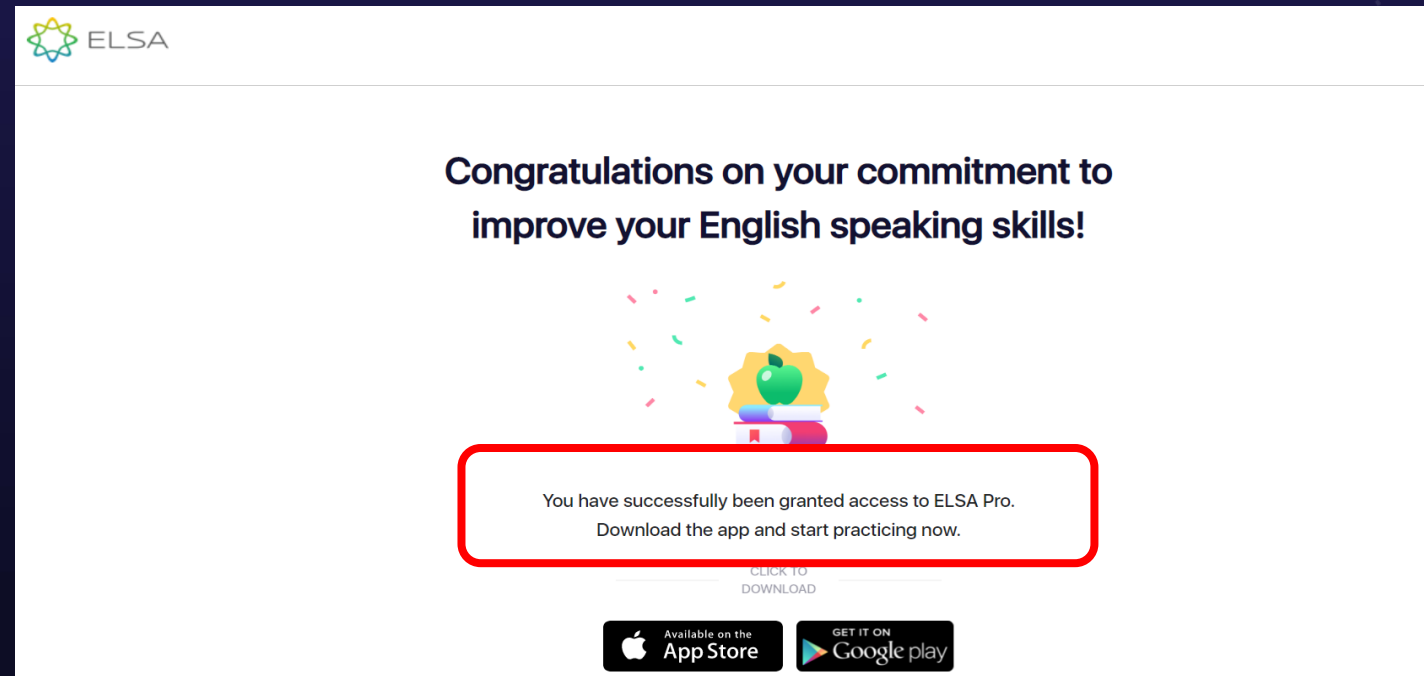 ELSA
Congratulations on your commitment to
improve your English speaking skills!
You have successfully been granted access to ELSA Pro.
Download the app and start practicing now.
CLICK TO
DOWNLOAD
Available on the
App Store
GET IT ON
Google play